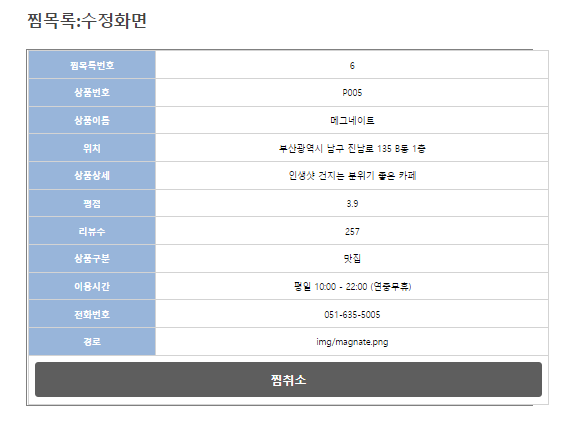 찜목록:수정화면
찜목록번호 6
상품번호 P005
상품이름 메그네이트
위치 부산광역시 남구 진남로 135 B동 1층
상품상세 인생샷 건지는 분위기 좋은 카페
평점 3.9
리뷰수 257
상품구분 맛집
이용시간 평일 10:00 - 22:00 (연중무휴)
전화번호 051-635-5005
경로 img/magnate.png
찜취소